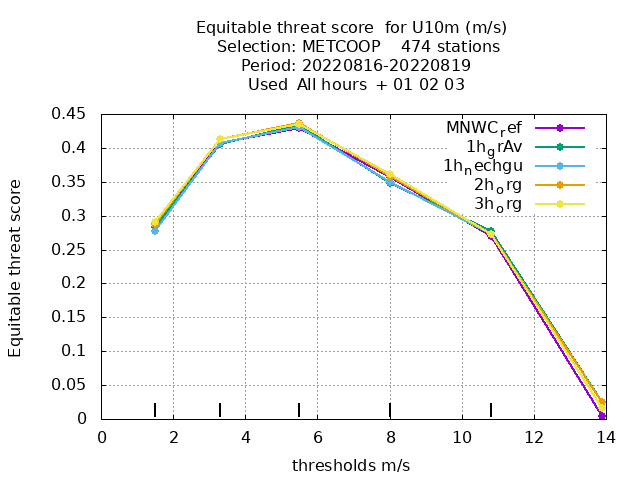 Equitable threat score for U10m (m/s)
Selection: METCOOP 474 stations
Period: 20220816-20220819
Used All hours + 01 02 03
0.45
0.4
0.35
0.3
0.25
0.2
0.15
0.1
0.05
0
Equitable threat score
MNWC_ref
1h_grAv
1h_nechgu
2h_org
3h_org
0 2 4 6 8 10 12 14
thresholds m/s